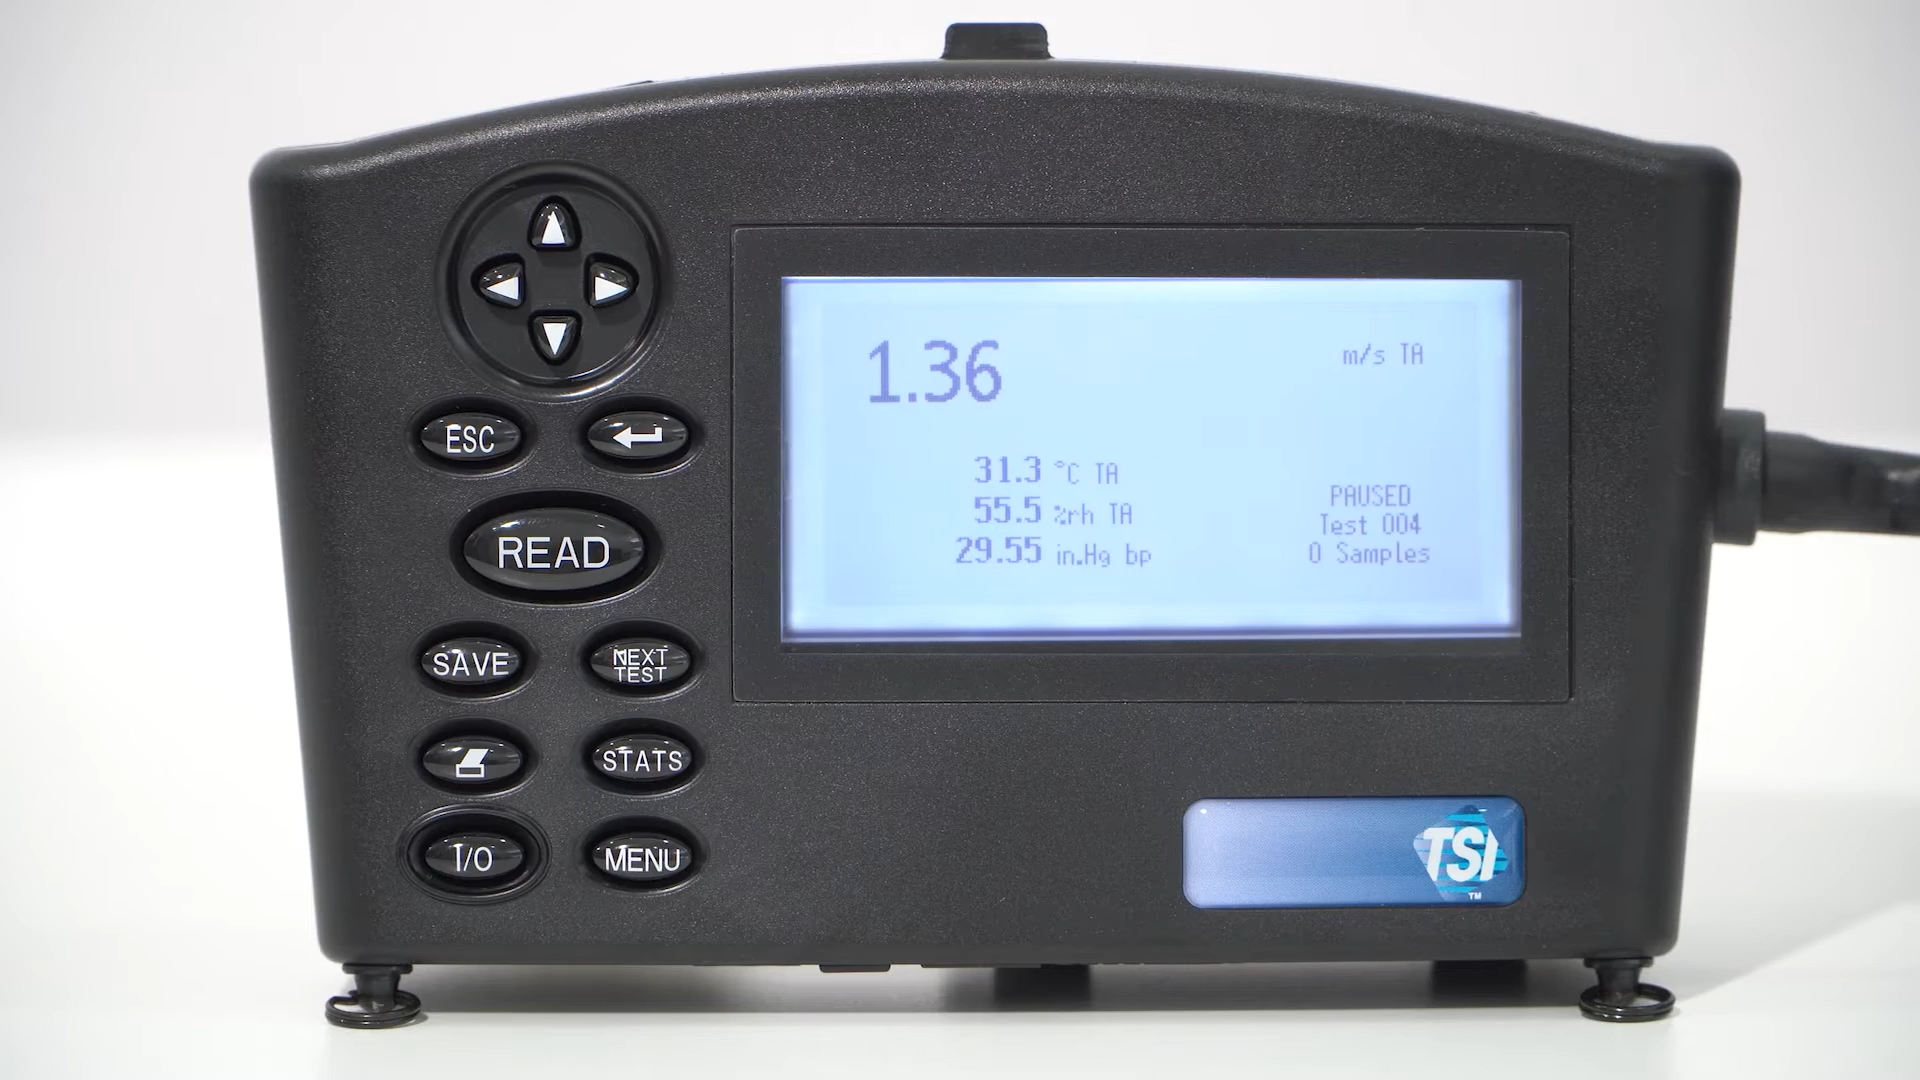 1.36 m/s TA
31.3 °C TA
55.5 %rh TA
29.55 in.Hg bp
PAUSED
Test 004
0 Samples
ESC
READ
SAVE
NEXT
TEST
STATS
I/O
MENU
TSI
TM